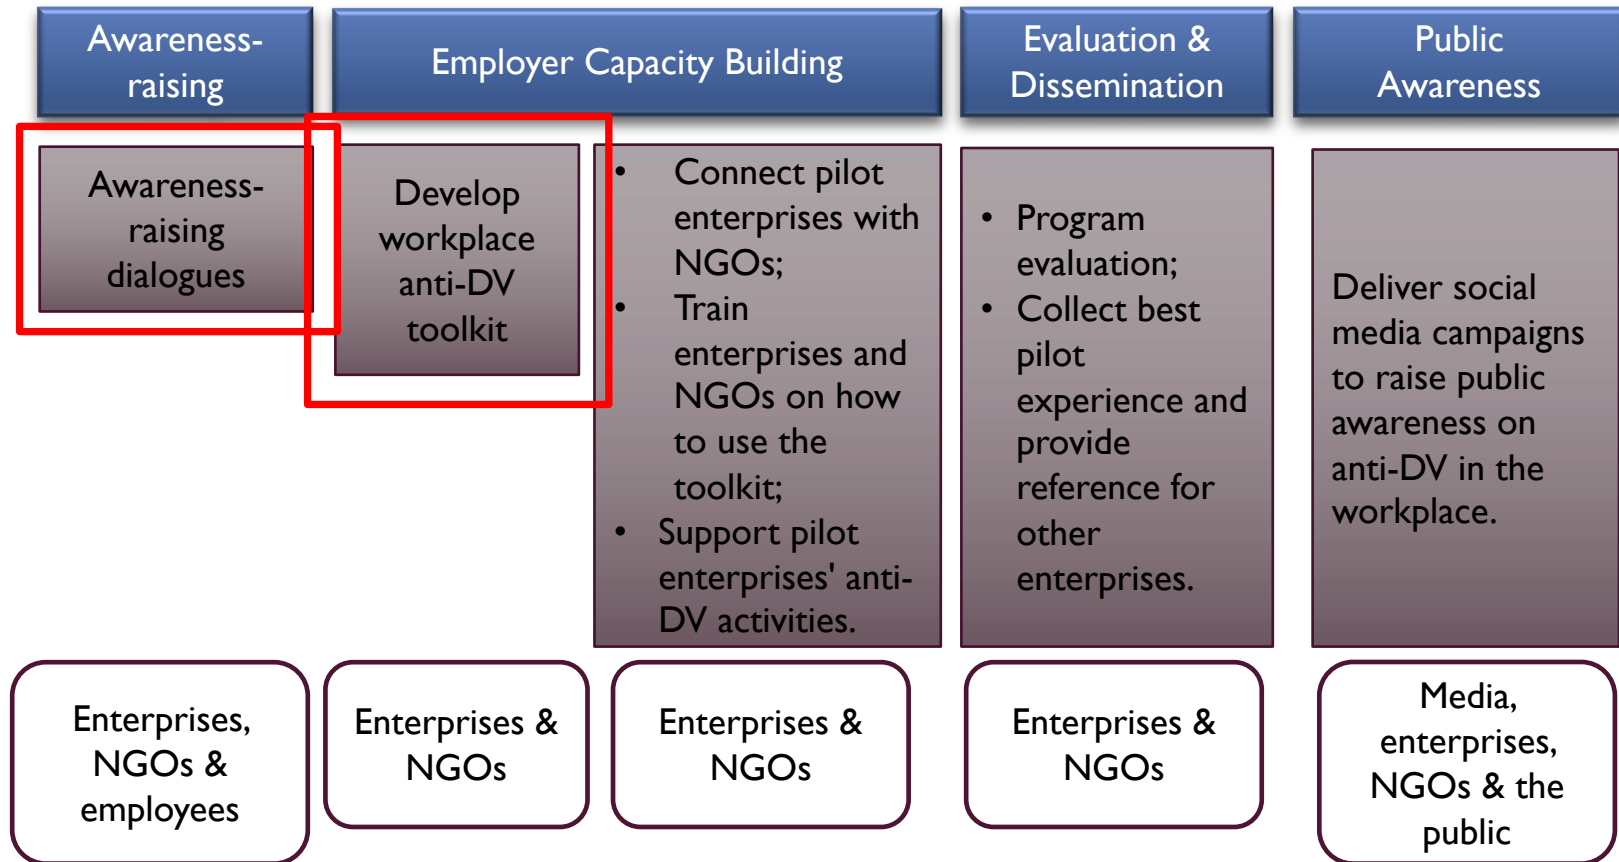 Awareness-
raising
Employer Capacity Building
Evaluation &
Dissemination
Public
Awareness
Awareness-
raising
dialogues
Develop
workplace
anti-DV
toolkit
• Connect pilot
enterprises with
NGOs;
• Train
enterprises and
NGOs on how
to use the
toolkit;
• Support pilot
enterprises' anti-
DV activities.
• Program
evaluation;
• Collect best
pilot
experience and
provide
reference for
other
enterprises.
Deliver social
media campaigns
to raise public
awareness on
anti-DV in the
workplace.
Enterprises,
NGOs &
employees
Enterprises &
NGOs
Enterprises &
NGOs
Enterprises &
NGOs
Media,
enterprises,
NGOs & the
public